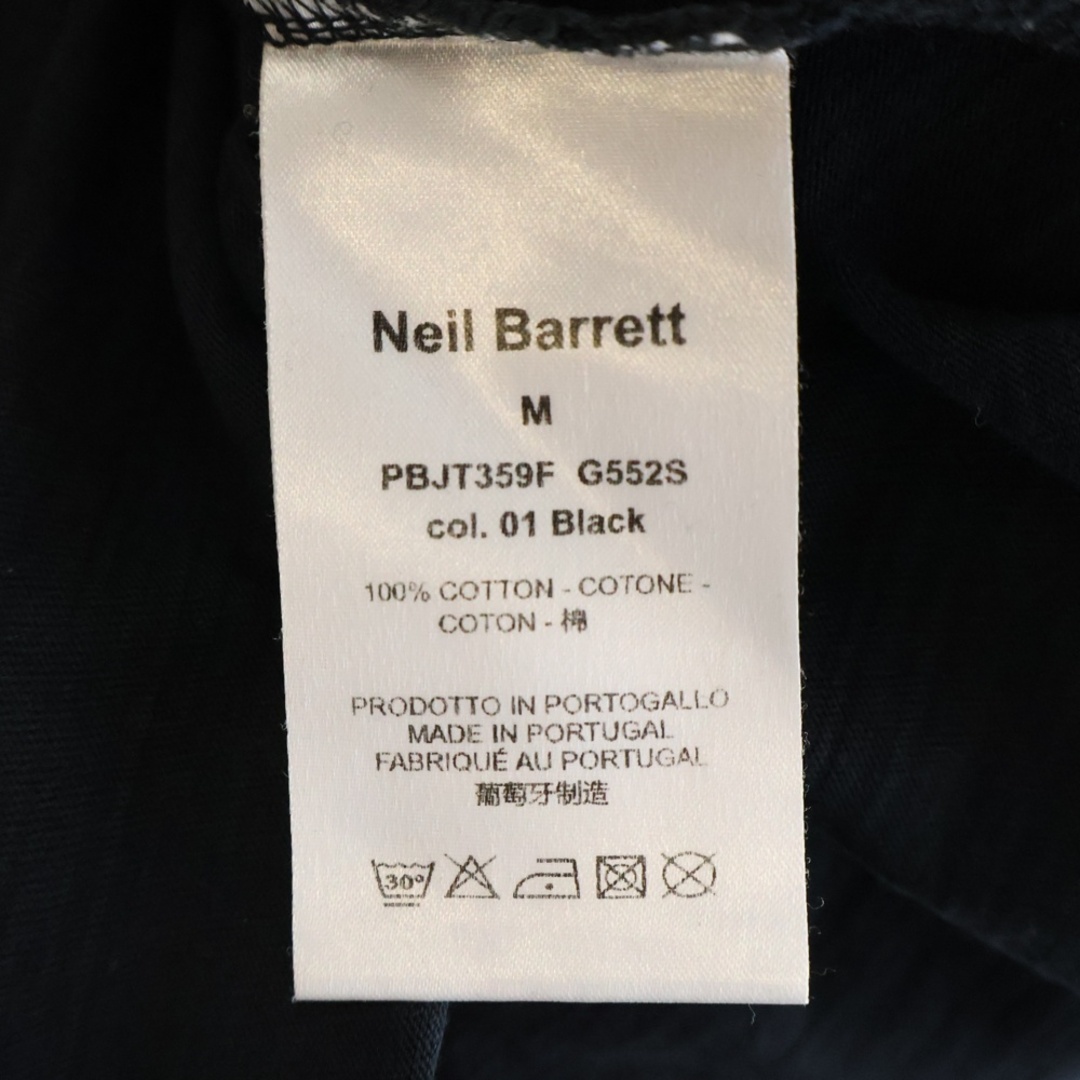 Neil Barrett
M
PBJT359F G552S
col. 01 Black
100% COTTON - COTONE -
COTON - 棉
PRODOTTO IN PORTOGALLO
MADE IN PORTUGAL
FABRIQUÉ AU PORTUGAL
葡萄牙制造
30°